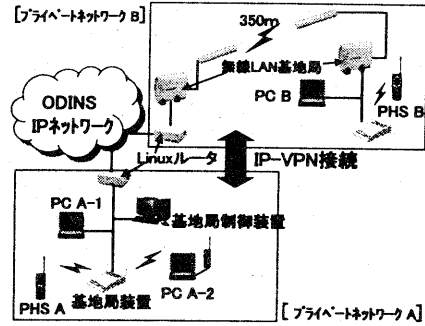 [プライベートネットワーク B]
350m
無線LAN基地局
PC B
PHS B
ODINS
IPネットワーク
Linuxルータ
IP-VPN接続
PC A-1
基地局制御装置
基地局装置
PC A-2
PHS A
[プライベートネットワーク A]